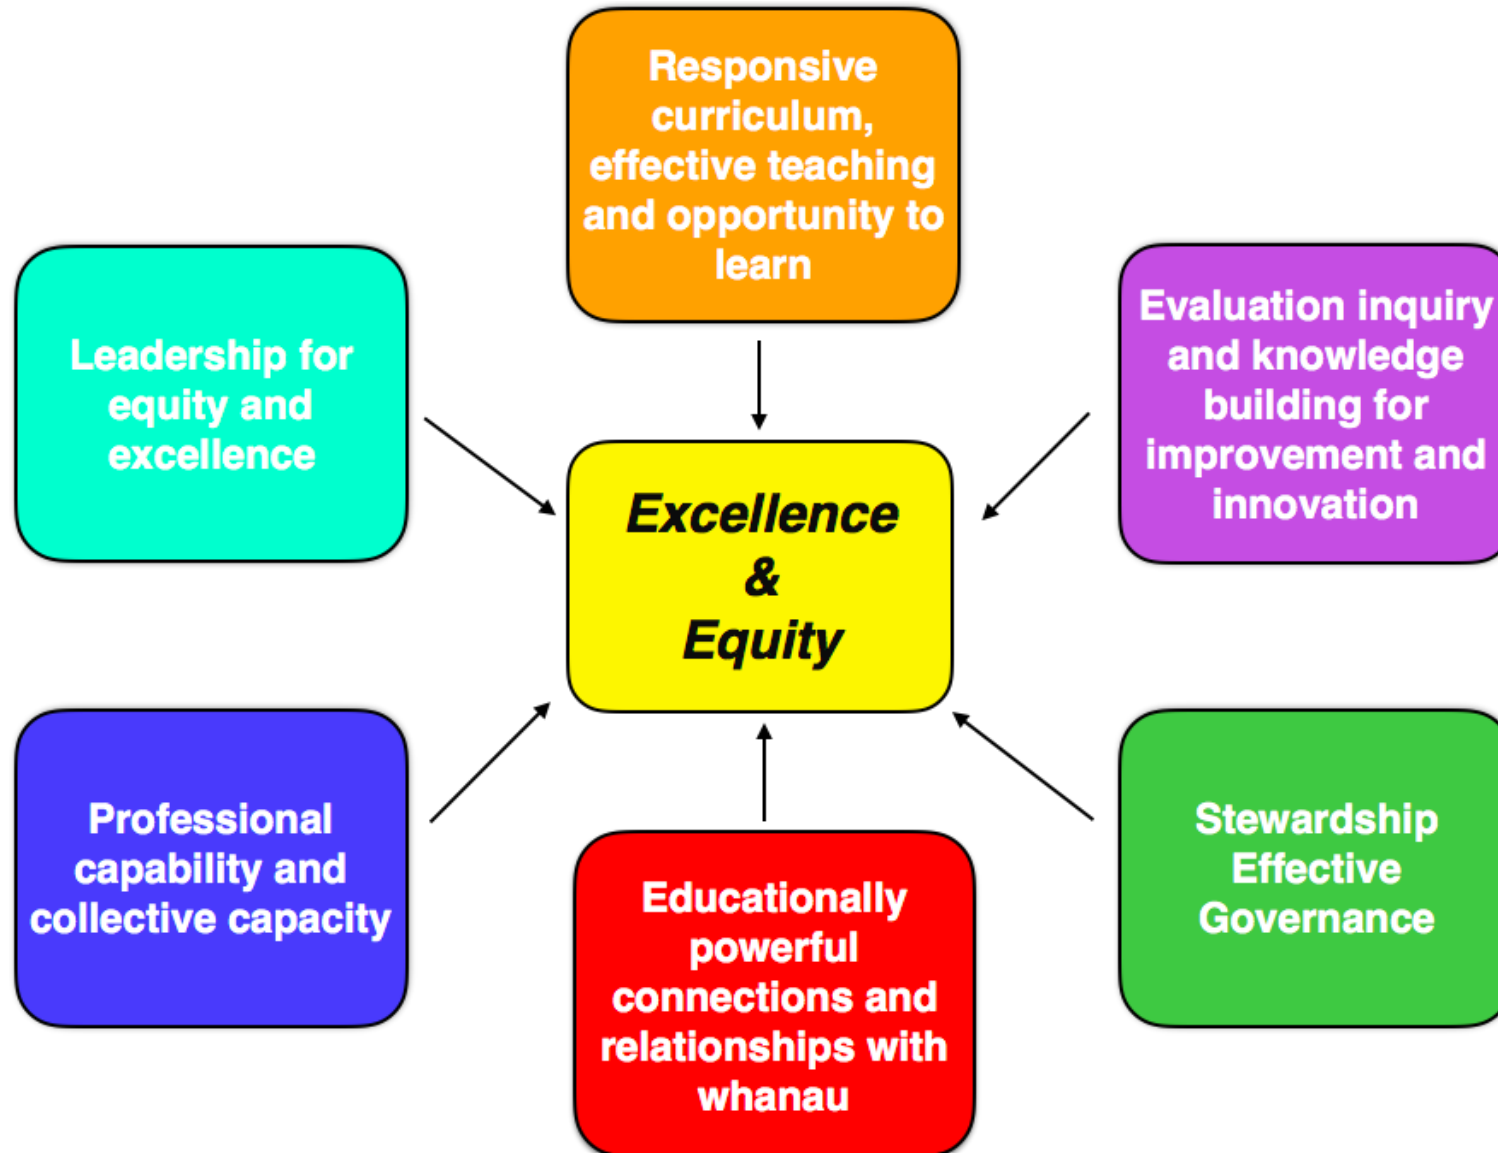 Responsive
curriculum,
effective teaching
and opportunity to
learn
Leadership for
equity and
excellence
Evaluation inquiry
and knowledge
building for
improvement and
innovation
Excellence
&
Equity
Professional
capability and
collective capacity
Educationally
powerful
connections and
relationships with
whanau
Stewardship
Effective
Governance